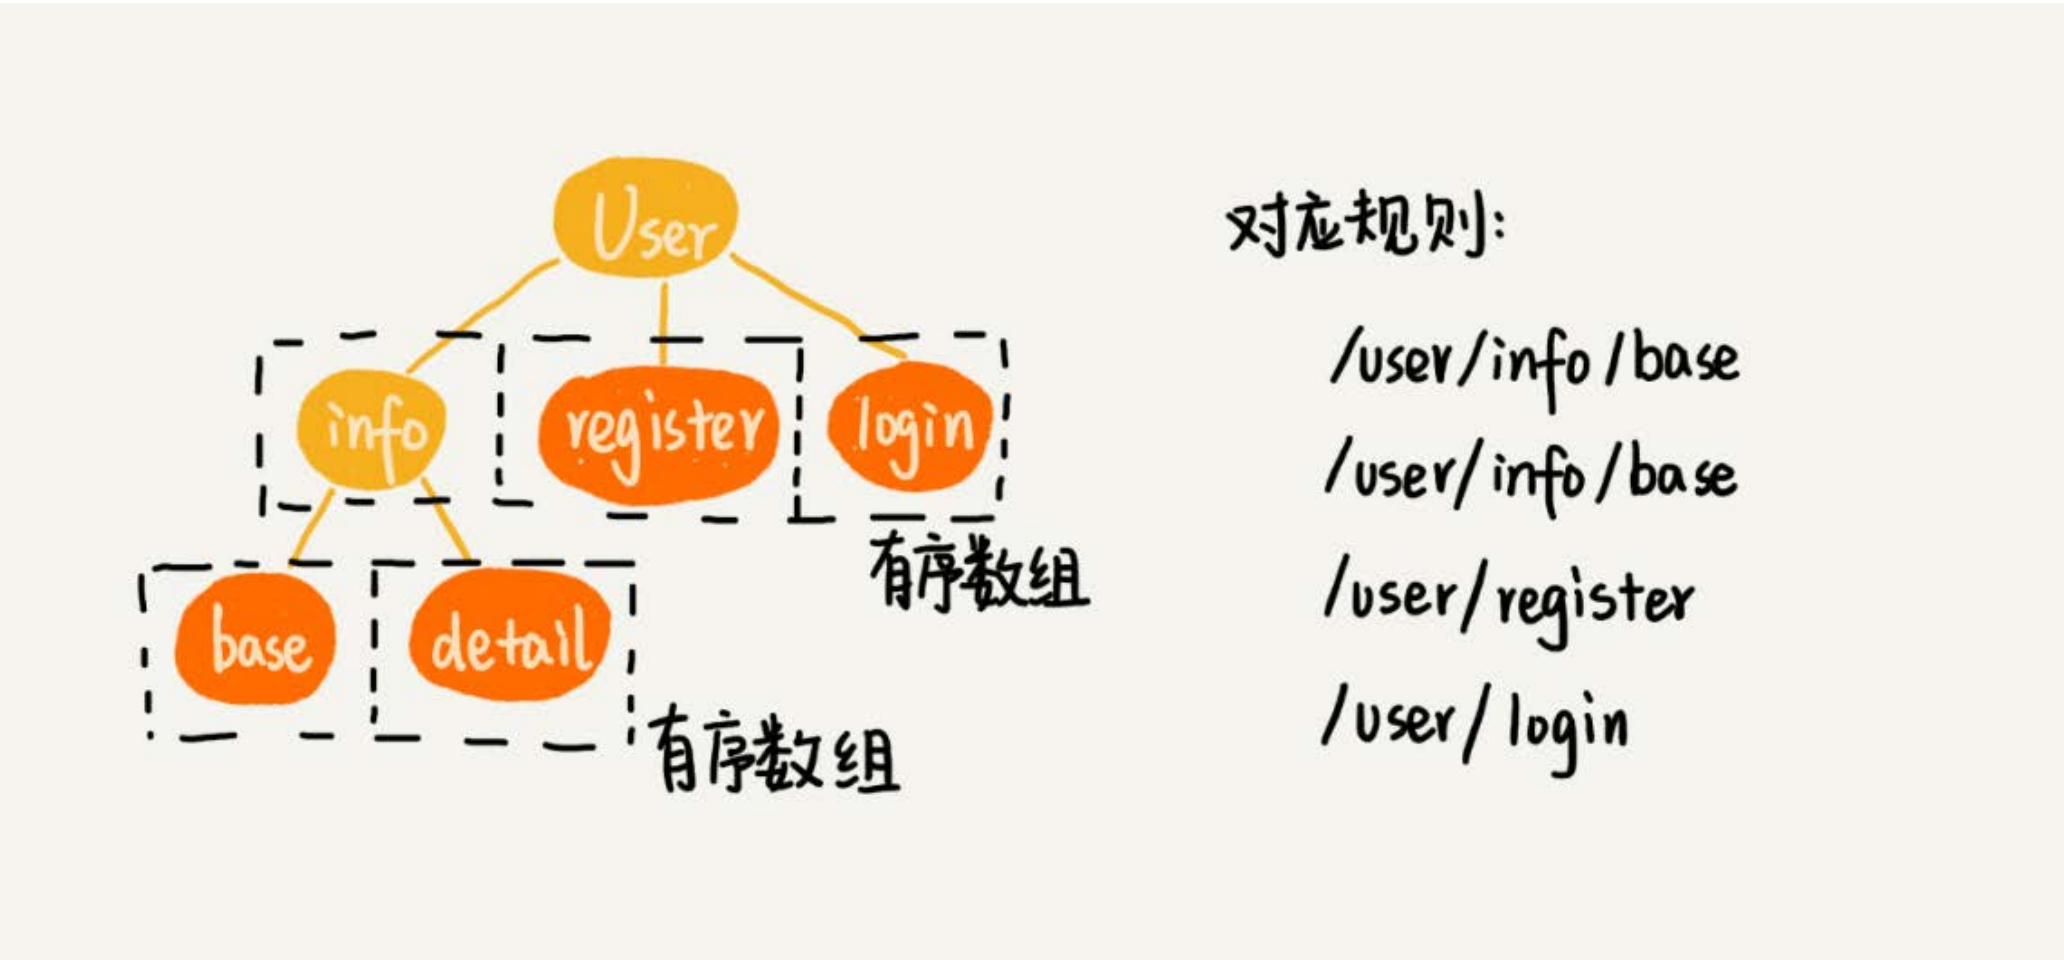 User
对应规则:
info
register
login
/user/info/base
/user/info/base
有序数组
/user/register
base
detail
/user/login
有序数组